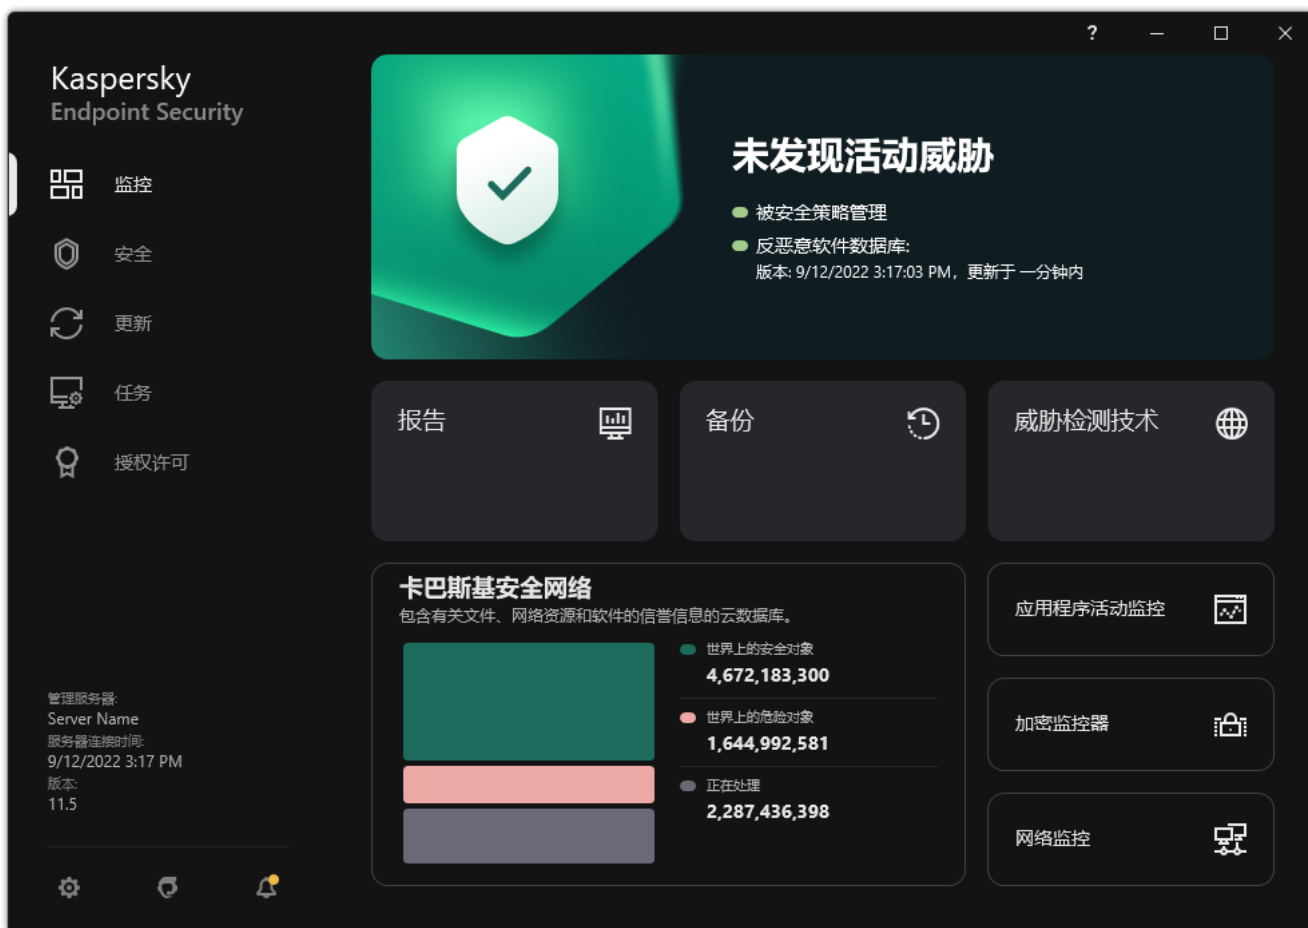 ?
Kaspersky
Endpoint Security
监控
安全
更新
任务
授权许可
管理服务器:
Server Name
服务器连接时间:
9/12/2022 3:17 PM
版本:
11.5
未发现活动威胁
被安全策略管理
反恶意软件数据库:
版本: 9/12/2022 3:17:03 PM，更新于 一分钟内
报告
备份
威胁检测技术
卡巴斯基安全网络
包含有关文件、网络资源和软件的信誉信息的云数据库。
世界上的安全对象
4,672,183,300
世界上的危险对象
1,644,992,581
正在处理
2,287,436,398
应用程序活动监控
加密监控器
网络监控